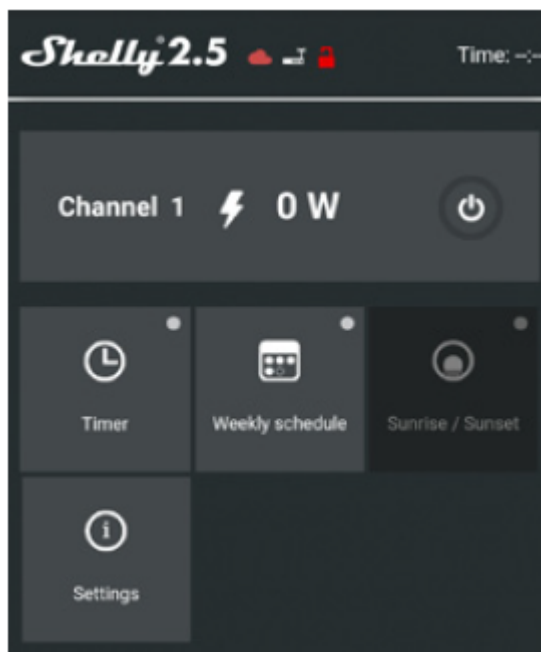 Shelly 2.5 Time: --:--
Channel 1 0 W
Timer Weekly schedule Sunrise / Sunset
Settings